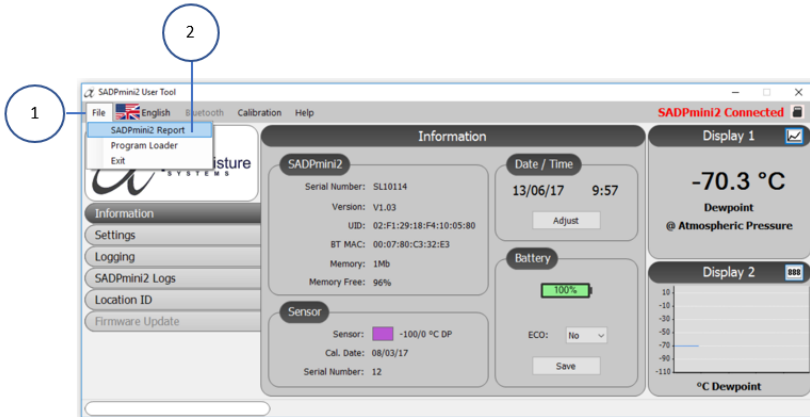 2
1
SADPmini2 User Tool
File English Bluetooth Calibration Help
SADPmini2 Connected
SADPmini2 Report
Program Loader
Exit
isture
SYSTEMS
Information
Settings
Logging
SADPmini2 Logs
Location ID
Firmware Update
Information
SADPmini2
Serial Number: SL10114
Version: V1.03
UID: 02:F1:29:18:F4:10:05:80
BT MAC: 00:07:80:C3:32:E3
Memory: 1Mb
Memory Free: 96%
Sensor
Sensor: -100/0 °C DP
Cal. Date: 08/03/17
Serial Number: 12
Date / Time
13/06/17 9:57
Adjust
Battery
100%
ECO: No
Save
Display 1
-70.3 °C
Dewpoint
@ Atmospheric Pressure
Display 2
888
10
-10
-30
-50
-70
-90
-110
°C Dewpoint